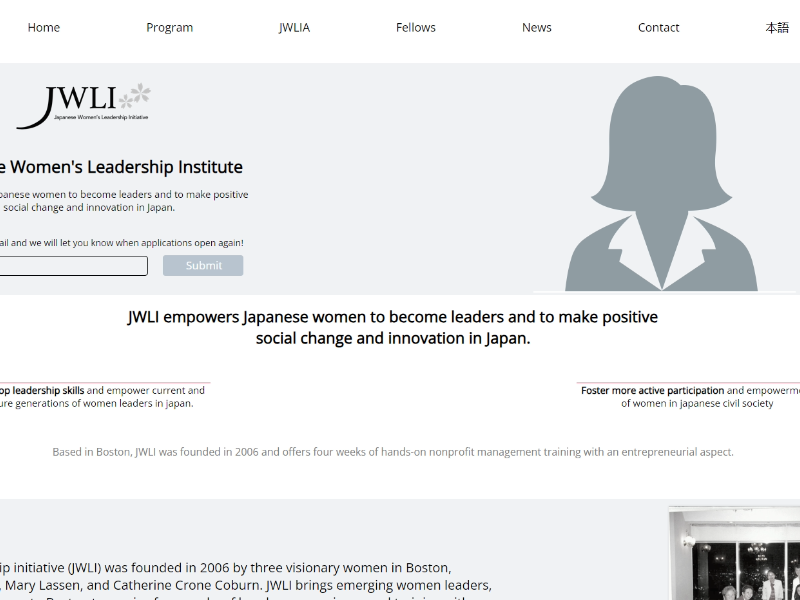 Home Program JWLIA Fellows News Contact 本語
JWLI
Japanese Women's Leadership Initiative
e Women's Leadership Institute
panese women to become leaders and to make positive
social change and innovation in Japan.
ail and we will let you know when applications open again!
Submit
JWLI empowers Japanese women to become leaders and to make positive
social change and innovation in Japan.
op leadership skills and empower current and
ure generations of women leaders in japan.
Foster more active participation and empowerme
of women in japanese civil society
Based in Boston, JWLI was founded in 2006 and offers four weeks of hands-on nonprofit management training with an entrepreneurial aspect.
ip initiative (JWLI) was founded in 2006 by three visionary women in Boston,
, Mary Lassen, and Catherine Crone Coburn. JWLI brings emerging women leaders,